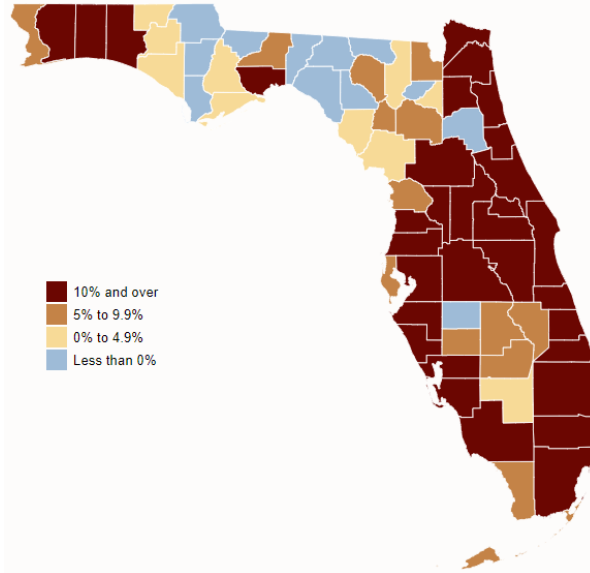 10% and over
5% to 9.9%
0% to 4.9%
Less than 0%